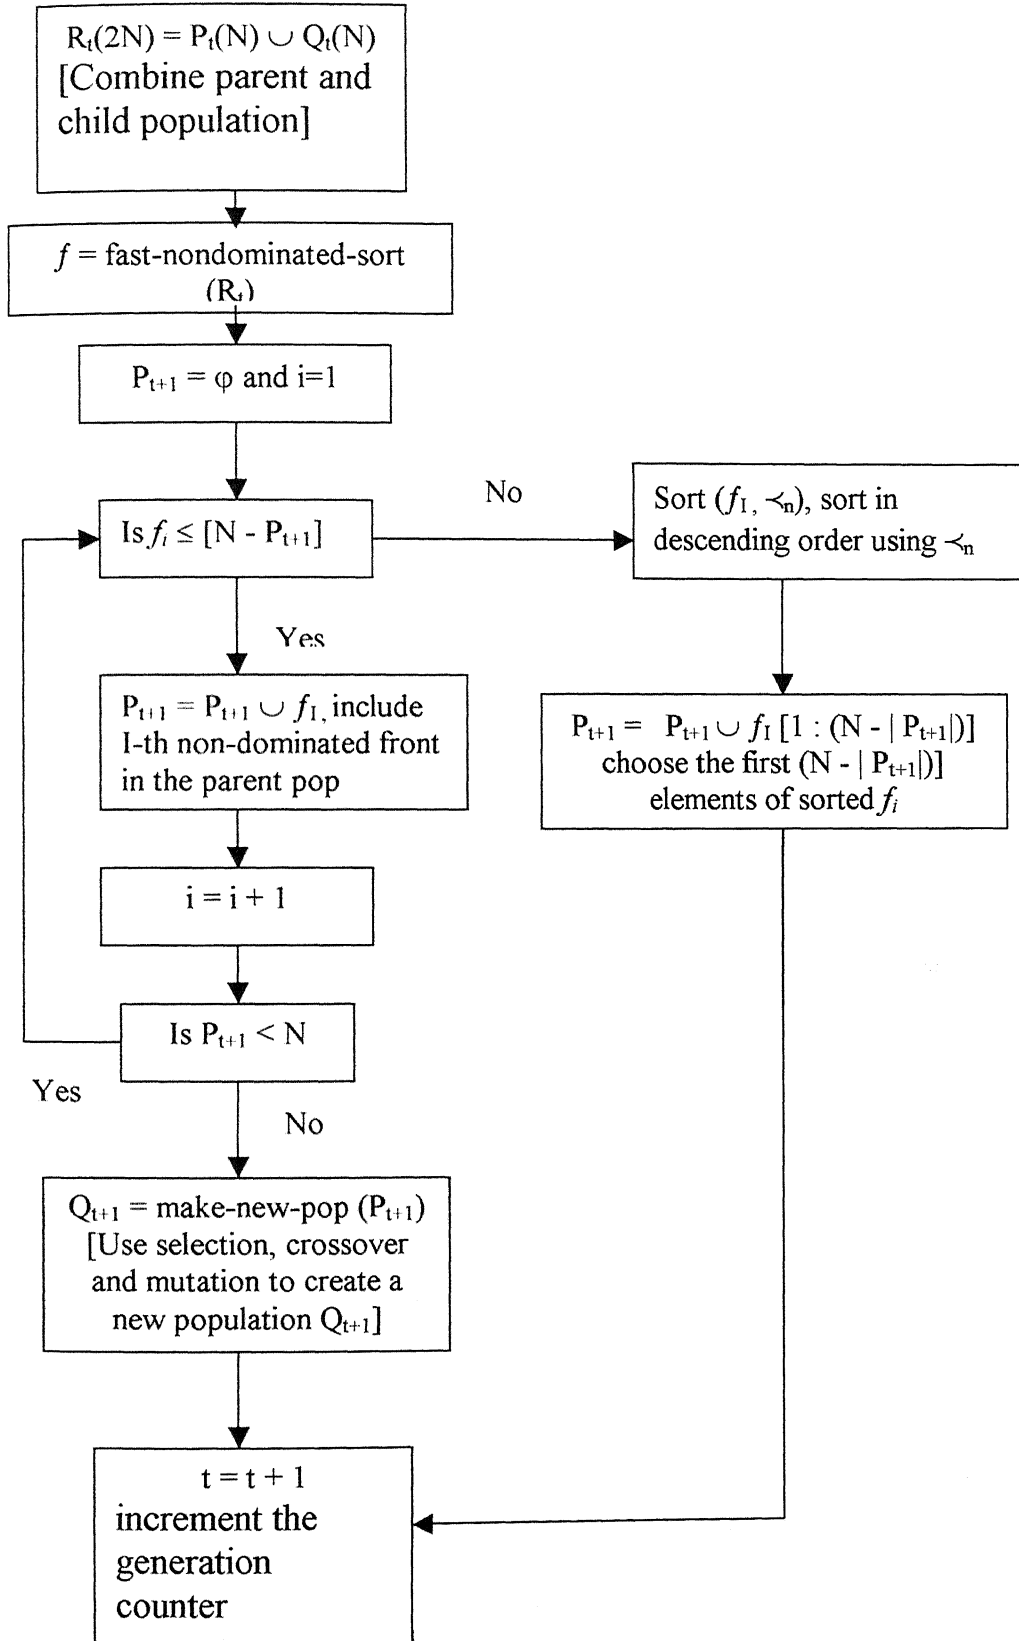 Rₜ(2N) = Pₜ(N) ∪ Qₜ(N)
[Combine parent and
child population]
f = fast-nondominated-sort
(Rₜ)
Pₜ₊₁ = φ and i=1
Is fᵢ ≤ [N - Pₜ₊₁]
No
Sort (f_I, ≺ₙ), sort in
descending order using ≺ₙ
Yes
Pₜ₊₁ = Pₜ₊₁ ∪ f_I, include
I-th non-dominated front
in the parent pop
Pₜ₊₁ = Pₜ₊₁ ∪ f_I [1 : (N - | Pₜ₊₁|)]
choose the first (N - | Pₜ₊₁|)]
elements of sorted fᵢ
i = i + 1
Is Pₜ₊₁ < N
Yes
No
Qₜ₊₁ = make-new-pop (Pₜ₊₁)
[Use selection, crossover
and mutation to create a
new population Qₜ₊₁]
t = t + 1
increment the
generation
counter